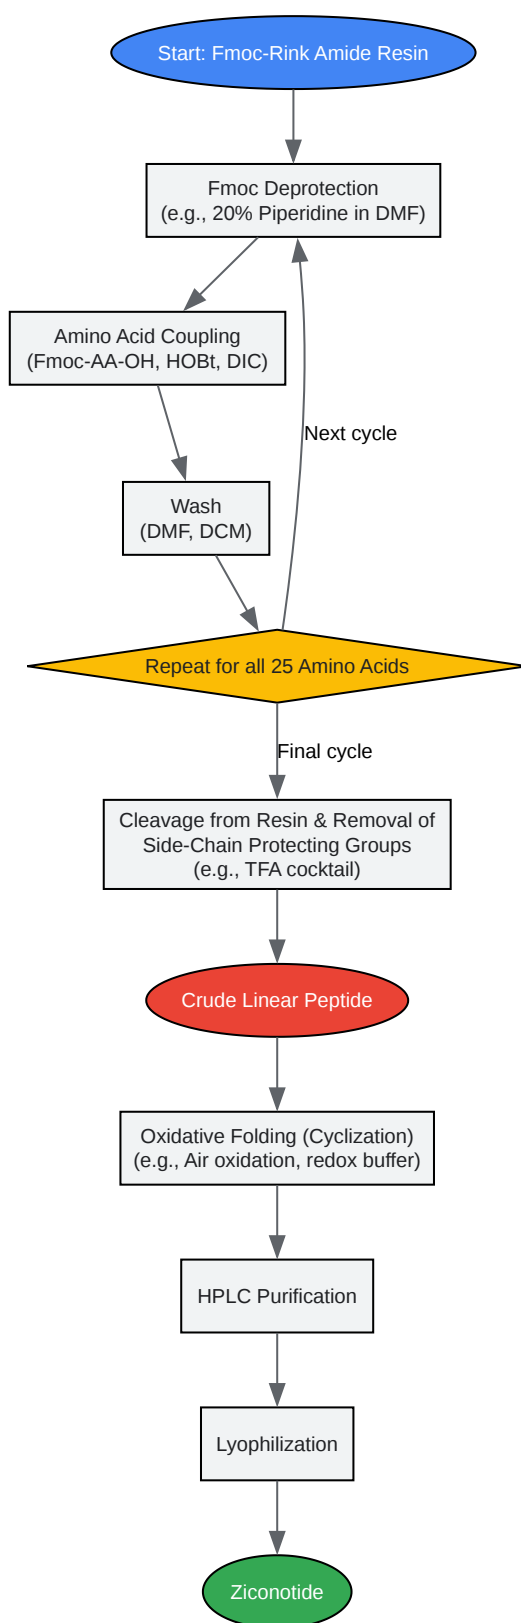 Start: Fmoc-Rink Amide Resin
Fmoc Deprotection
(e.g., 20% Piperidine in DMF)
Amino Acid Coupling
(Fmoc-AA-OH, HOBt, DIC)
Next cycle
Wash
(DMF, DCM)
Repeat for all 25 Amino Acids
Final cycle
Cleavage from Resin & Removal of
Side-Chain Protecting Groups
(e.g., TFA cocktail)
Crude Linear Peptide
Oxidative Folding (Cyclization)
(e.g., Air oxidation, redox buffer)
HPLC Purification
Lyophilization
Ziconotide